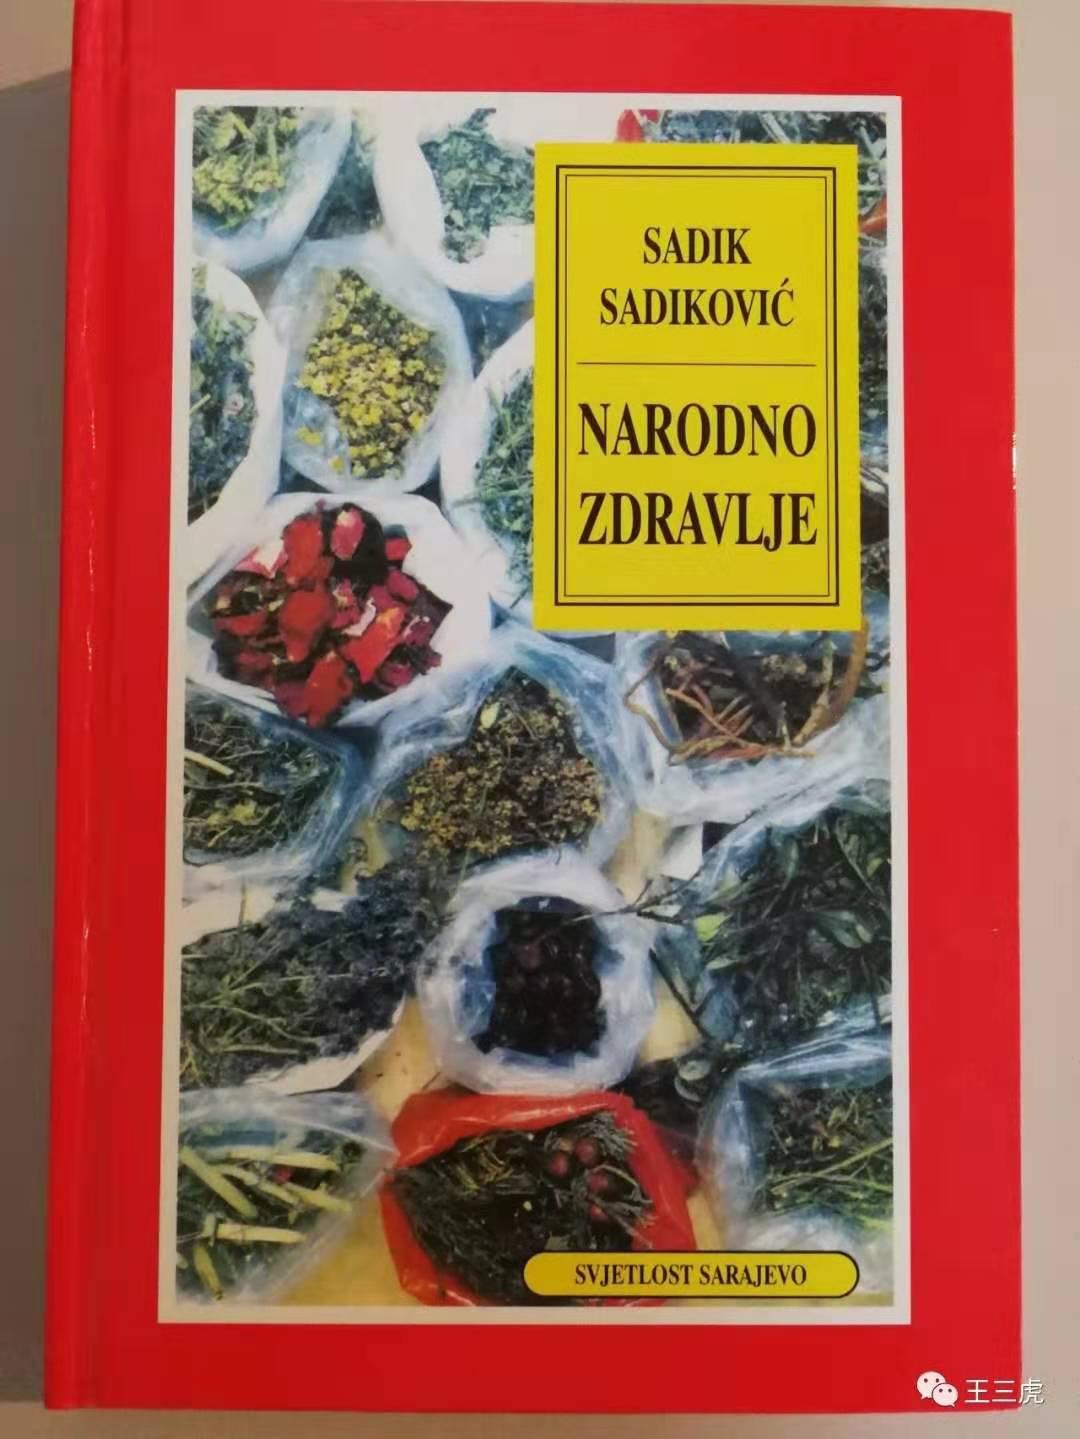 SADIK
SADIKOVIĆ
NARODNO
ZDRAVLJE
SVJETLOST SARAJEVO
王三虎